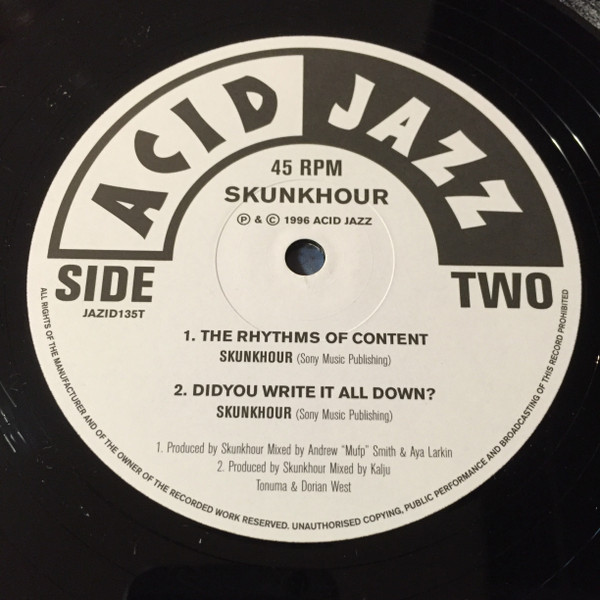 ACID JAZZ
45 RPM
SKUNKHOUR
Ⓟ & © 1996 ACID JAZZ
SIDE TWO
JAZID135T
1. THE RHYTHMS OF CONTENT
SKUNKHOUR (Sony Music Publishing)
2. DIDYOU WRITE IT ALL DOWN?
SKUNKHOUR (Sony Music Publishing)
1. Produced by Skunkhour Mixed by Andrew "Mufp" Smith & Aya Larkin
2. Produced by Skunkhour Mixed by Kalju
Tonuma & Dorian West
ALL RIGHTS OF THE MANUFACTURER AND OF THE OWNER OF THE RECORDED WORK RESERVED. UNAUTHORISED COPYING, PUBLIC PERFORMANCE AND BROADCASTING OF THIS RECORD PROHIBITED